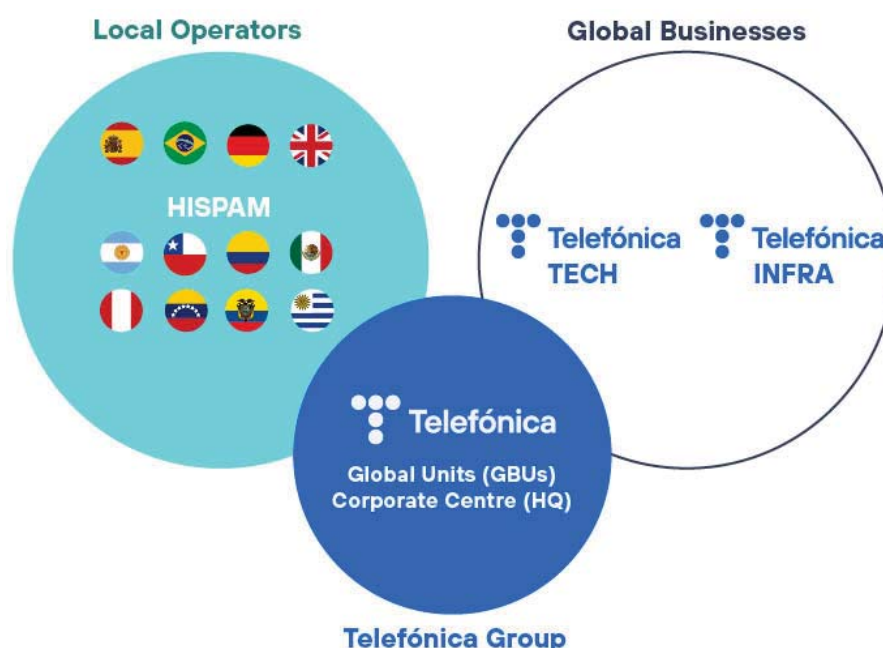 Local Operators
Global Businesses
HISPAM
Telefónica
TECH
Telefónica
INFRA
Telefónica
Global Units (GBUs)
Corporate Centre (HQ)
Telefónica Group